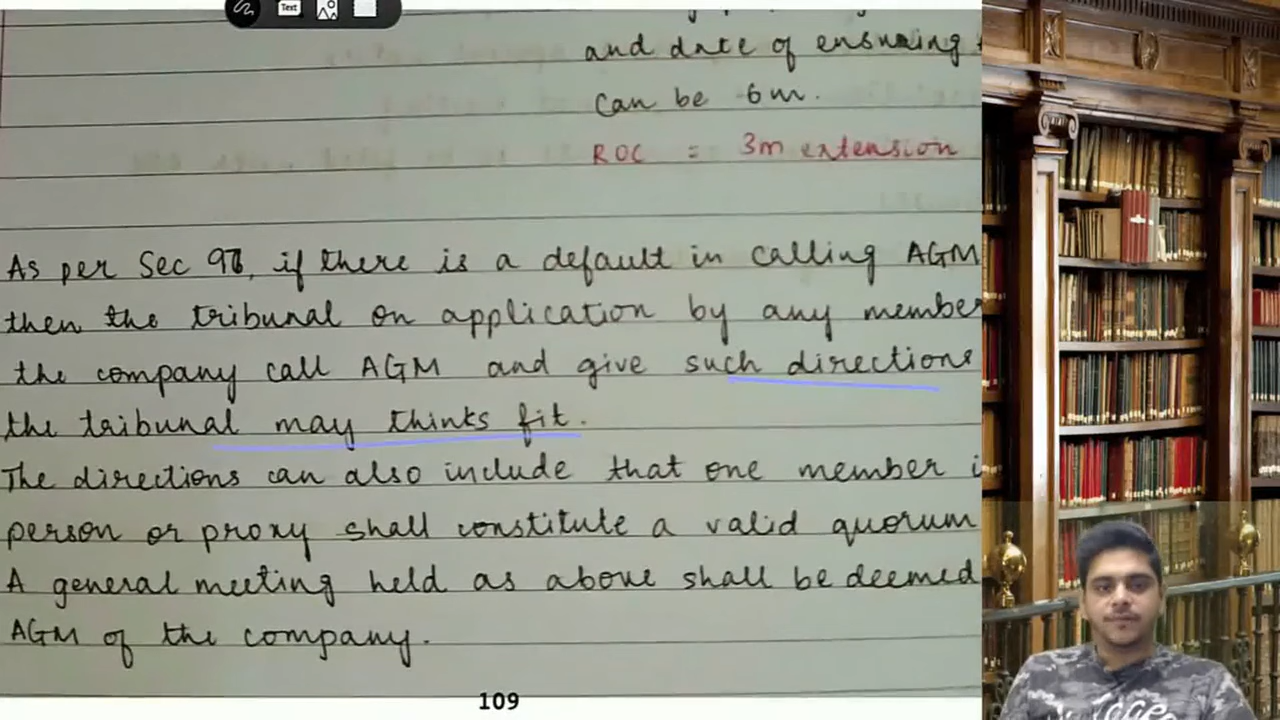 Text
and date of ensuing
can be 6m.
ROC = 3m extension
As per Sec 97, if there is a default in calling AGM
then the tribunal on application by any member
the company call AGM and give such directions
the tribunal may thinks fit.
The directions can also include that one member i
person or proxy shall constitute a valid quorum
A general meeting held as above shall be deemed
AGM of the company.
109